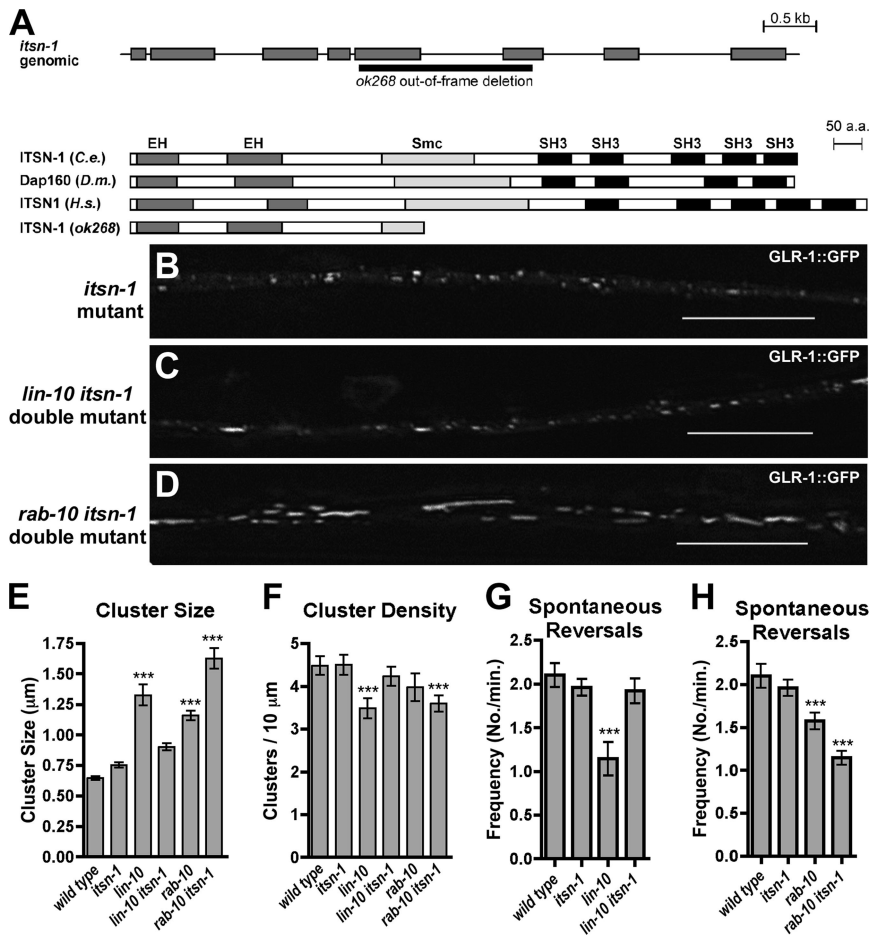 A
itsn-1
genomic
0.5 kb
ok268 out-of-frame deletion
50 a.a.
EH EH Smc SH3 SH3 SH3 SH3 SH3
ITSN-1 (C.e.)
Dap160 (D.m.)
ITSN1 (H.s.)
ITSN-1 (ok268)
B
GLR-1::GFP
itsn-1
mutant
C
GLR-1::GFP
lin-10 itsn-1
double mutant
D
GLR-1::GFP
rab-10 itsn-1
double mutant
E
Cluster Size
Cluster Size (μm)
1.75
1.50
1.25
1.00
0.75
0.50
0.25
0.00
***
***
***
wild type
itsn-1
lin-10
lin-10 itsn-1
rab-10
rab-10 itsn-1
F
Cluster Density
Clusters / 10 μm
5
4
3
2
1
0
***
***
wild type
itsn-1
lin-10
lin-10 itsn-1
rab-10
rab-10 itsn-1
G
Spontaneous
Reversals
Frequency (No./min.)
2.5
2.0
1.5
1.0
0.5
0.0
***
wild type
itsn-1
lin-10
lin-10 itsn-1
H
Spontaneous
Reversals
Frequency (No./min.)
2.5
2.0
1.5
1.0
0.5
0.0
***
***
wild type
itsn-1
rab-10
rab-10 itsn-1